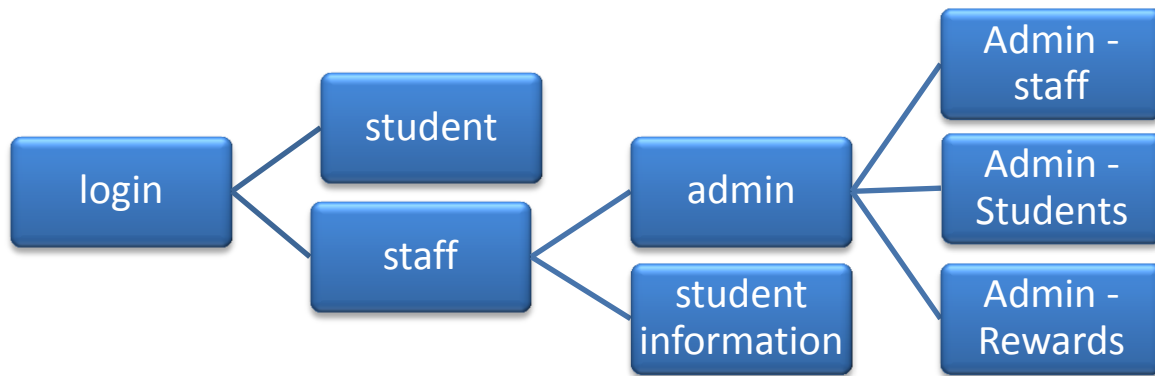 login
student
staff
admin
student
information
Admin -
staff
Admin -
Students
Admin -
Rewards